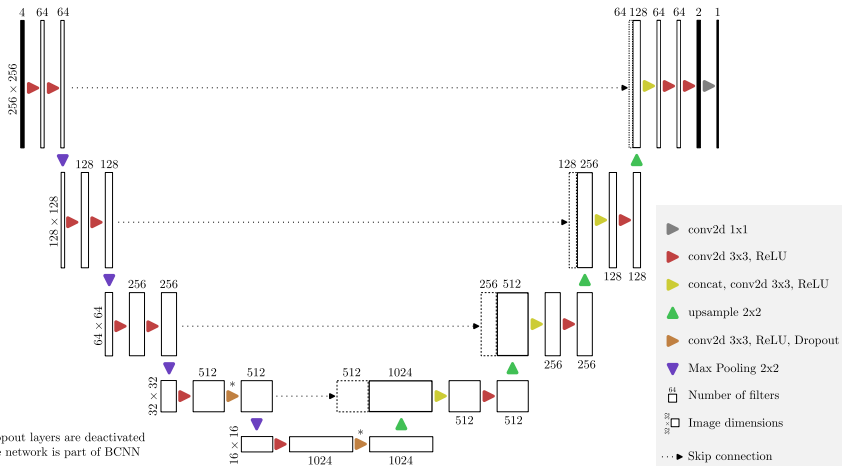 4 64 64
64 128 64 64 2 1
256 × 256
128 128
128 256
128 × 128
128 128
256 256
256 512
64 × 64
256 256
512 512
512 1024
32 × 32
*
512 512
16 × 16
*
1024 1024
layers are deactivated
network is part of BCNN
conv2d 1x1
conv2d 3x3, ReLU
concat, conv2d 3x3, ReLU
upsample 2x2
conv2d 3x3, ReLU, Dropout
Max Pooling 2x2
64
Number of filters
32 × 32
Image dimensions
Skip connection